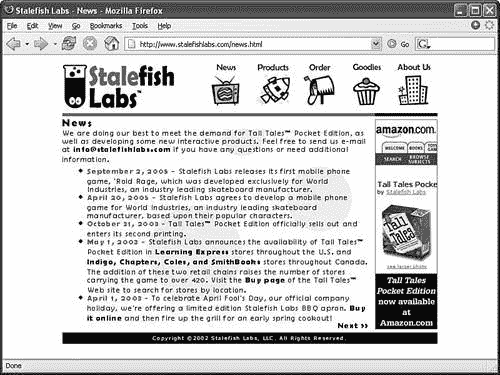 Stalefish Labs - News - Mozilla Firefox
File Edit View Go Bookmarks Tools Help
http://www.stalefishlabs.com/news.html Go
Stalefish Labs™
News Products Order Goodies About Us
News
We are doing our best to meet the demand for Tall Tales™ Pocket Edition, as
well as developing some new interactive products. Feel free to send us e-mail
at info@stalefishlabs.com if you have any questions or need additional
information.
September 2, 2005 - Stalefish Labs releases its first mobile phone
game, 'Roid Rage, which was developed exclusively for World
Industries, an industry leading skateboard manufacturer.
April 20, 2005 - Stalefish Labs agrees to develop a mobile phone
game for World Industries, an industry leading skateboard
manufacturer, based upon their popular characters.
October 31, 2003 - Tall Tales™ Pocket Edition officially sells out and
enters its second printing.
May 1, 2003 - Stalefish Labs announces the availability of Tall Tales™
Pocket Edition in Learning Express stores throughout the U.S. and
Indigo, Chapters, Coles, and SmithBooks stores throughout Canada.
The addition of these two retail chains raises the number of stores
carrying the game to over 420. Visit the Buy page of the Tall Tales™
Web site to search for stores by location.
April 1, 2003 - To celebrate April Fool's Day, our official company
holiday, we're offering a limited edition Stalefish Labs BBQ apron. Buy
it online and then fire up the grill for an early spring cookout!
Next >>
amazon.com.
WELCOME BOOKS
SEARCH BROWSE SUBJECTS
Tall Tales Pocke
by Stalefish Labs
Tall Tales
see larger photo
Tall Tales
Pocket Edition
now available
at
Amazon.com
Copyright ©2002 Stalefish Labs, LLC. All Rights Reserved.
Done